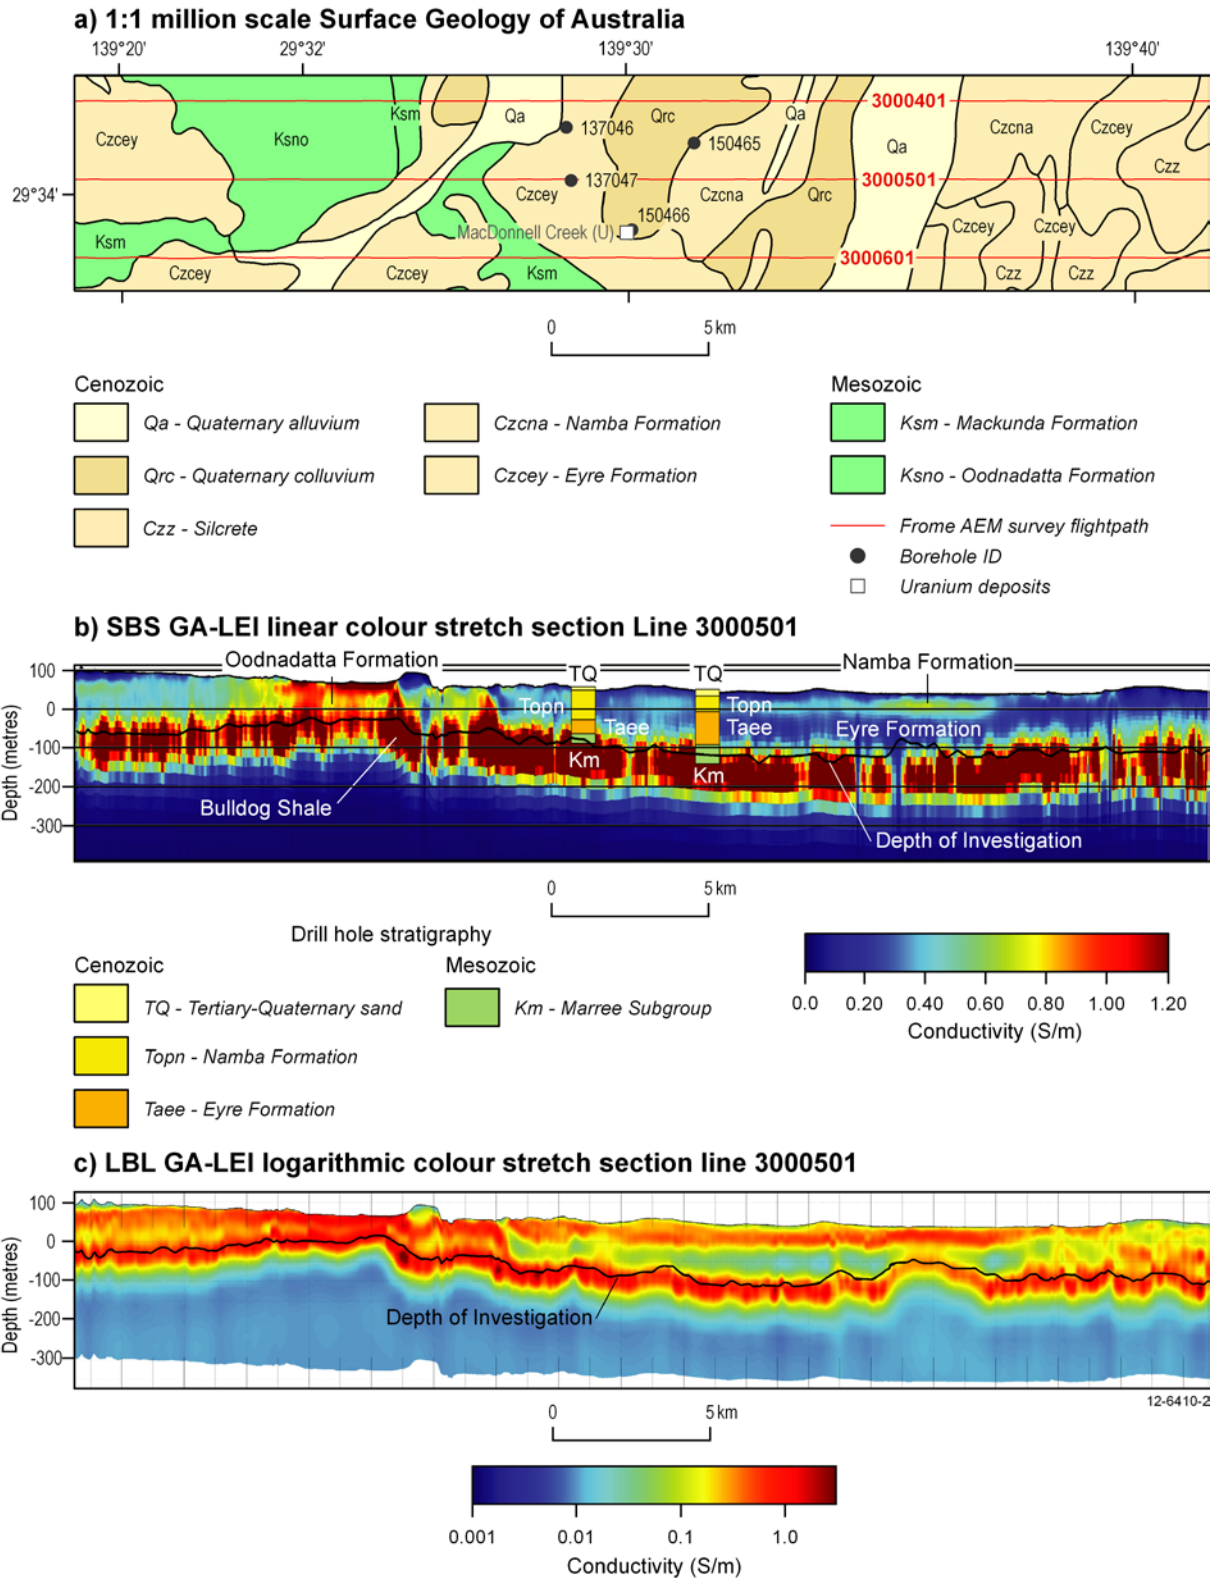 a) 1:1 million scale Surface Geology of Australia
139°20' 29°32' 139°30' 139°40'
29°34'
Czcey
Ksno
Ksm
Qa
137046
Qrc
150465
Qa
3000401
Qa
Czcna
Czcey
Czz
137047
Czcey
Czcna
Qrc
3000501
150466
MacDonnell Creek (U)
Ksm
Czcey
Czcey
Ksm
3000601
Czcey
Czcey
Czz
Czz
0 5 km
Cenozoic
Qa - Quaternary alluvium
Qrc - Quaternary colluvium
Czz - Silcrete
Czcna - Namba Formation
Czcey - Eyre Formation
Mesozoic
Ksm - Mackunda Formation
Ksno - Oodnadatta Formation
Frome AEM survey flightpath
Borehole ID
Uranium deposits
b) SBS GA-LEI linear colour stretch section Line 3000501
Depth (metres)
100
0
-100
-200
-300
Oodnadatta Formation
TQ
TQ
Namba Formation
Topn
Taee
Km
Topn
Taee
Km
Eyre Formation
Bulldog Shale
Depth of Investigation
0 5 km
Drill hole stratigraphy
Cenozoic
TQ - Tertiary-Quaternary sand
Topn - Namba Formation
Taee - Eyre Formation
Mesozoic
Km - Marree Subgroup
0.0 0.20 0.40 0.60 0.80 1.00 1.20
Conductivity (S/m)
c) LBL GA-LEI logarithmic colour stretch section line 3000501
Depth (metres)
100
0
-100
-200
-300
Depth of Investigation
12-6410-2
0 5 km
0.001 0.01 0.1 1.0
Conductivity (S/m)